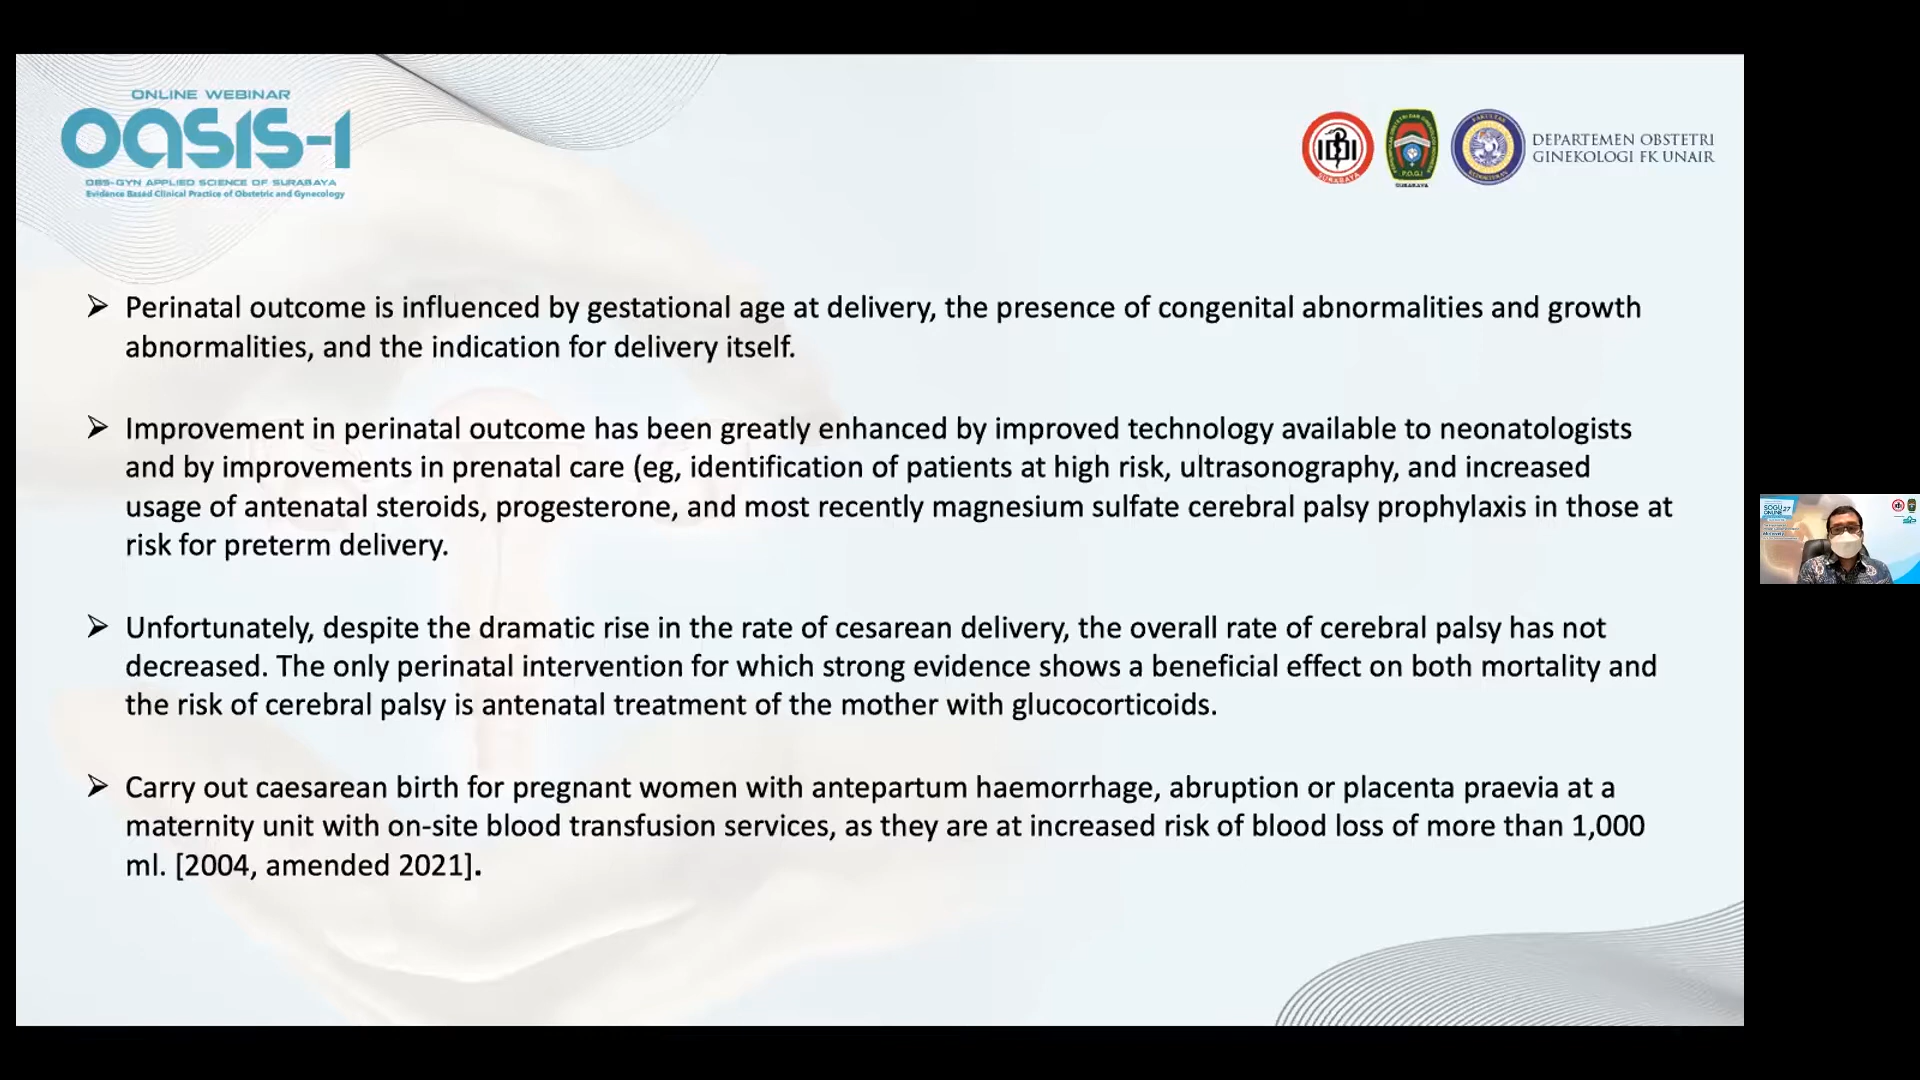 ONLINE WEBINAR
OASIS-1
OBS-GYN APPLIED SCIENCE OF SURABAYA
Evidence Based Clinical Practice of Obstetric and Gynecology
IDI
SURABAYA
P.O.G.I
SURABAYA
FAKULTAS
KEDOKTERAN
DEPARTEMEN OBSTETRI
GINEKOLOGI FK UNAIR
➢ Perinatal outcome is influenced by gestational age at delivery, the presence of congenital abnormalities and growth
abnormalities, and the indication for delivery itself.
➢ Improvement in perinatal outcome has been greatly enhanced by improved technology available to neonatologists
and by improvements in prenatal care (eg, identification of patients at high risk, ultrasonography, and increased
usage of antenatal steroids, progesterone, and most recently magnesium sulfate cerebral palsy prophylaxis in those at
risk for preterm delivery.
➢ Unfortunately, despite the dramatic rise in the rate of cesarean delivery, the overall rate of cerebral palsy has not
decreased. The only perinatal intervention for which strong evidence shows a beneficial effect on both mortality and
the risk of cerebral palsy is antenatal treatment of the mother with glucocorticoids.
➢ Carry out caesarean birth for pregnant women with antepartum haemorrhage, abruption or placenta praevia at a
maternity unit with on-site blood transfusion services, as they are at increased risk of blood loss of more than 1,000
ml. [2004, amended 2021].
SOGU 27
ONLINE